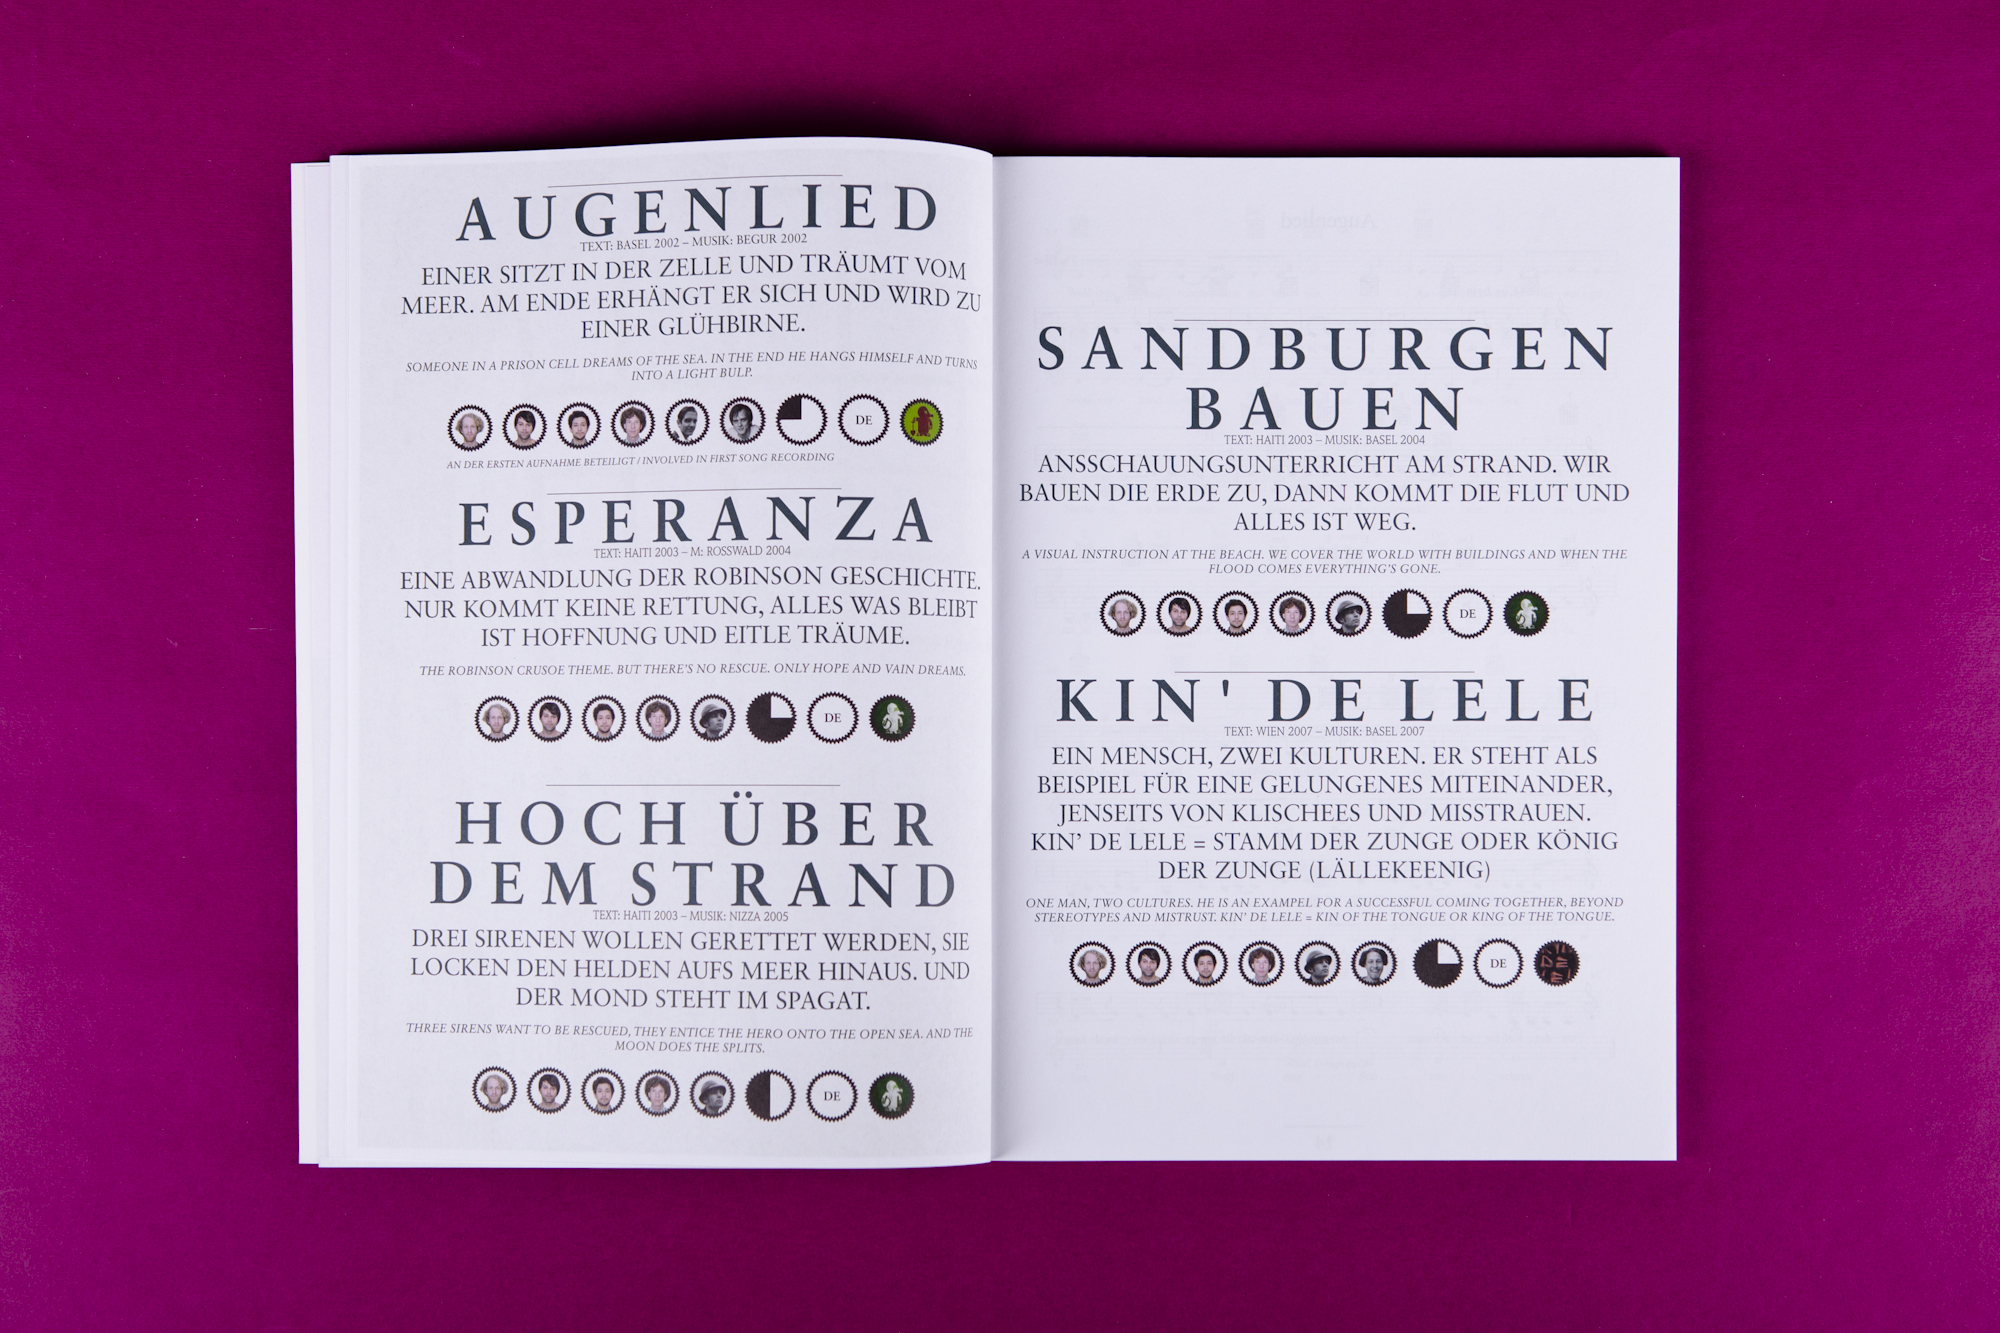 AUGENLIED
TEXT: BASEL 2002 – MUSIK: BEGUR 2002
EINER SITZT IN DER ZELLE UND TRÄUMT VOM
MEER. AM ENDE ERHÄNGT ER SICH UND WIRD ZU
EINER GLÜHBIRNE.
SOMEONE IN A PRISON CELL DREAMS OF THE SEA. IN THE END HE HANGS HIMSELF AND TURNS
INTO A LIGHT BULP.
DE
AN DER ERSTEN AUFNAHME BETEILIGT / INVOLVED IN FIRST SONG RECORDING
ESPERANZA
TEXT: HAITI 2003 – M: ROSSWALD 2004
EINE ABWANDLUNG DER ROBINSON GESCHICHTE.
NUR KOMMT KEINE RETTUNG, ALLES WAS BLEIBT
IST HOFFNUNG UND EITLE TRÄUME.
THE ROBINSON CRUSOE THEME. BUT THERE'S NO RESCUE. ONLY HOPE AND VAIN DREAMS.
DE
HOCH ÜBER
DEM STRAND
TEXT: HAITI 2003 – MUSIK: NIZZA 2005
DREI SIRENEN WOLLEN GERETTET WERDEN, SIE
LOCKEN DEN HELDEN AUFS MEER HINAUS. UND
DER MOND STEHT IM SPAGAT.
THREE SIRENS WANT TO BE RESCUED, THEY ENTICE THE HERO ONTO THE OPEN SEA. AND THE
MOON DOES THE SPLITS.
DE
SANDBURGEN
BAUEN
TEXT: HAITI 2003 – MUSIK: BASEL 2004
ANSSCHAUUNGSUNTERRICHT AM STRAND. WIR
BAUEN DIE ERDE ZU, DANN KOMMT DIE FLUT UND
ALLES IST WEG.
A VISUAL INSTRUCTION AT THE BEACH. WE COVER THE WORLD WITH BUILDINGS AND WHEN THE
FLOOD COMES EVERYTHING'S GONE.
DE
KIN' DE LELE
TEXT: WIEN 2007 – MUSIK: BASEL 2007
EIN MENSCH, ZWEI KULTUREN. ER STEHT ALS
BEISPIEL FÜR EINE GELUNGENES MITEINANDER,
JENSEITS VON KLISCHEES UND MISSTRAUEN.
KIN' DE LELE = STAMM DER ZUNGE ODER KÖNIG
DER ZUNGE (LÄLLEKEENIG)
ONE MAN, TWO CULTURES. HE IS AN EXAMPEL FOR A SUCCESSFUL COMING TOGETHER, BEYOND
STEREOTYPES AND MISTRUST. KIN' DE LELE = KIN OF THE TONGUE OR KING OF THE TONGUE.
DE